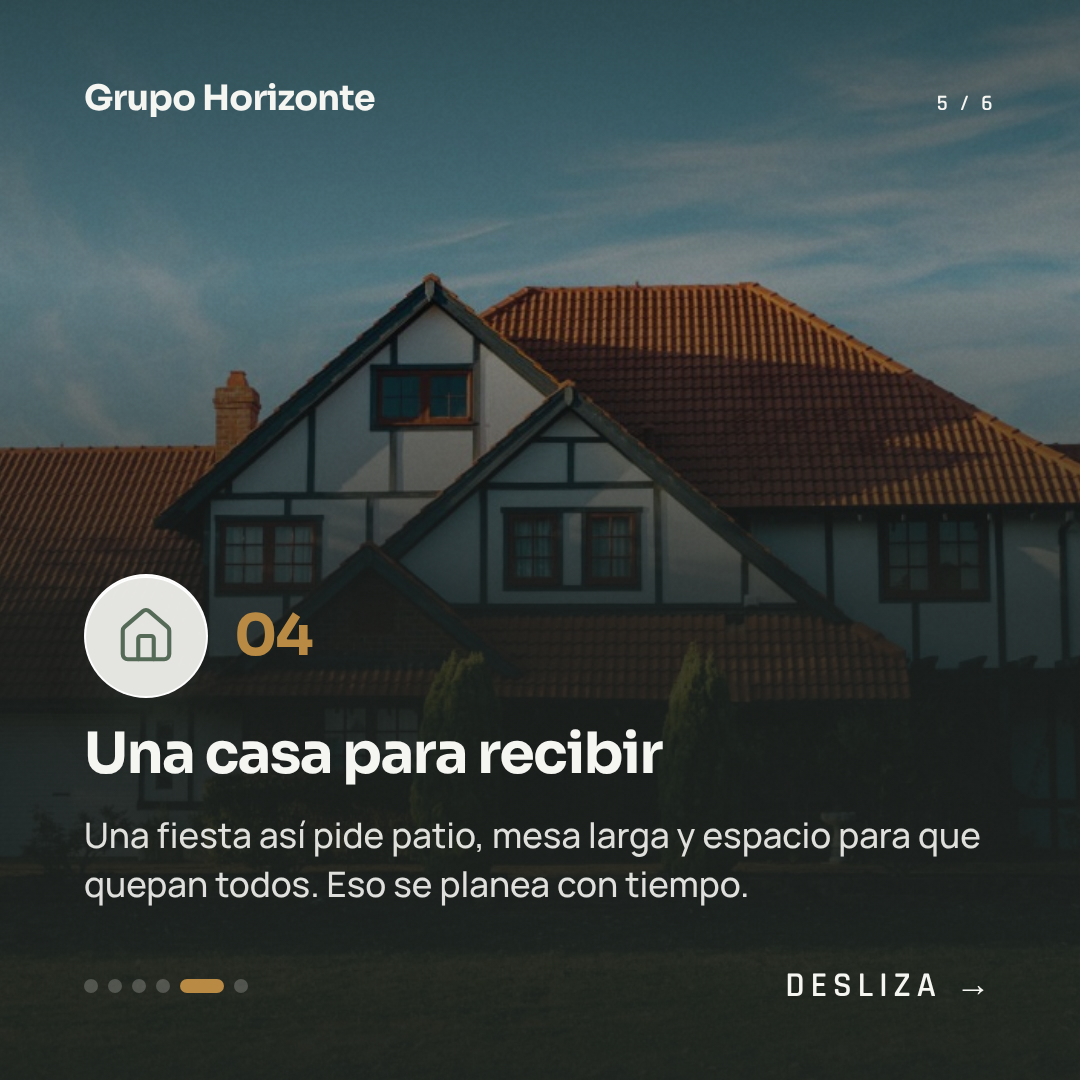 Grupo Horizonte
5 / 6
04
Una casa para recibir
Una fiesta así pide patio, mesa larga y espacio para que
quepan todos. Eso se planea con tiempo.
DESLIZA →